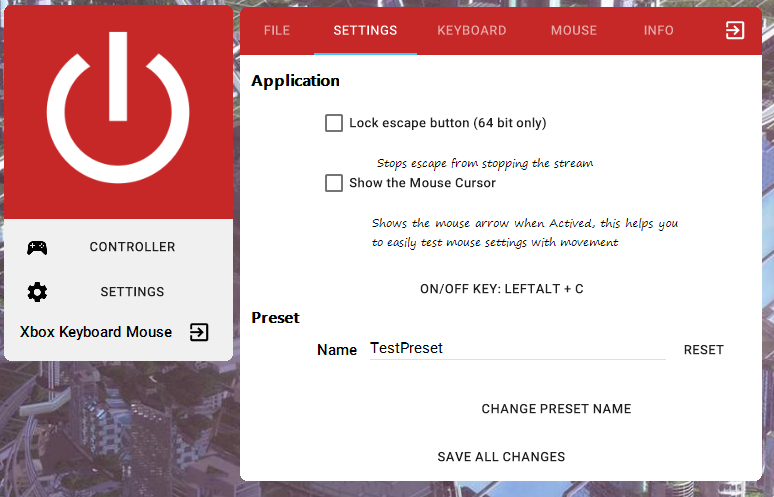 CONTROLLER
SETTINGS
Xbox Keyboard Mouse
FILE SETTINGS KEYBOARD MOUSE INFO
Application
Lock escape button (64 bit only)
Stops escape from stopping the stream
Show the Mouse Cursor
Shows the mouse arrow when Actived, this helps you
to easily test mouse settings with movement
ON/OFF KEY: LEFTALT + C
Preset
Name TestPreset RESET
CHANGE PRESET NAME
SAVE ALL CHANGES